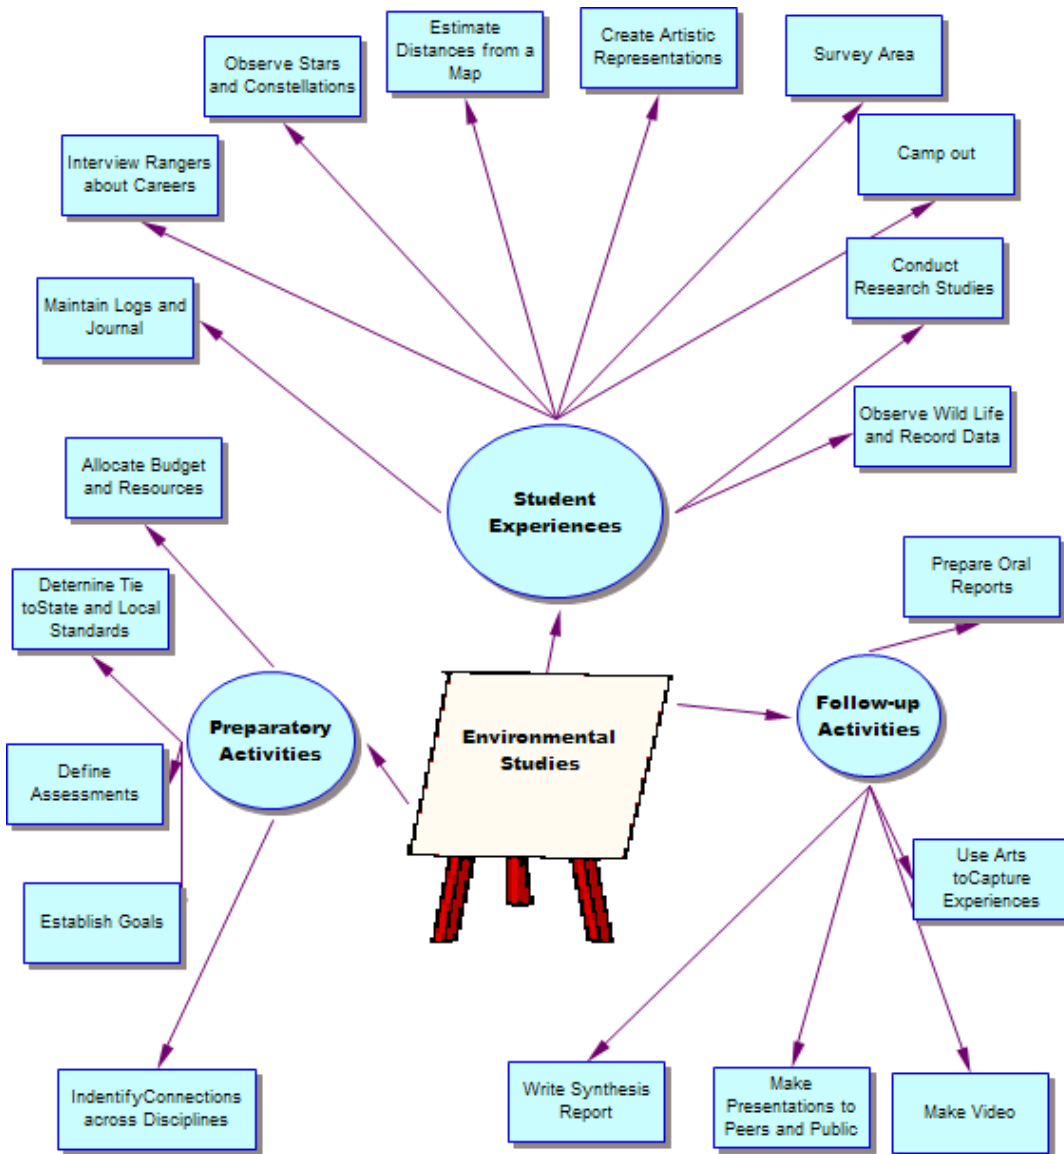 Estimate
Distances from a
Map
Create Artistic
Representations
Survey Area
Observe Stars
and Constellations
Camp out
Interview Rangers
about Careers
Conduct
Research Studies
Maintain Logs and
Journal
Observe Wild Life
and Record Data
Allocate Budget
and Resources
Student
Experiences
Prepare Oral
Reports
Deternine Tie
toState and Local
Standards
Preparatory
Activities
Environmental
Studies
Follow-up
Activities
Define
Assessments
Use Arts
toCapture
Experiences
Establish Goals
IndentifyConnections
across Disciplines
Write Synthesis
Report
Make
Presentations to
Peers and Public
Make Video